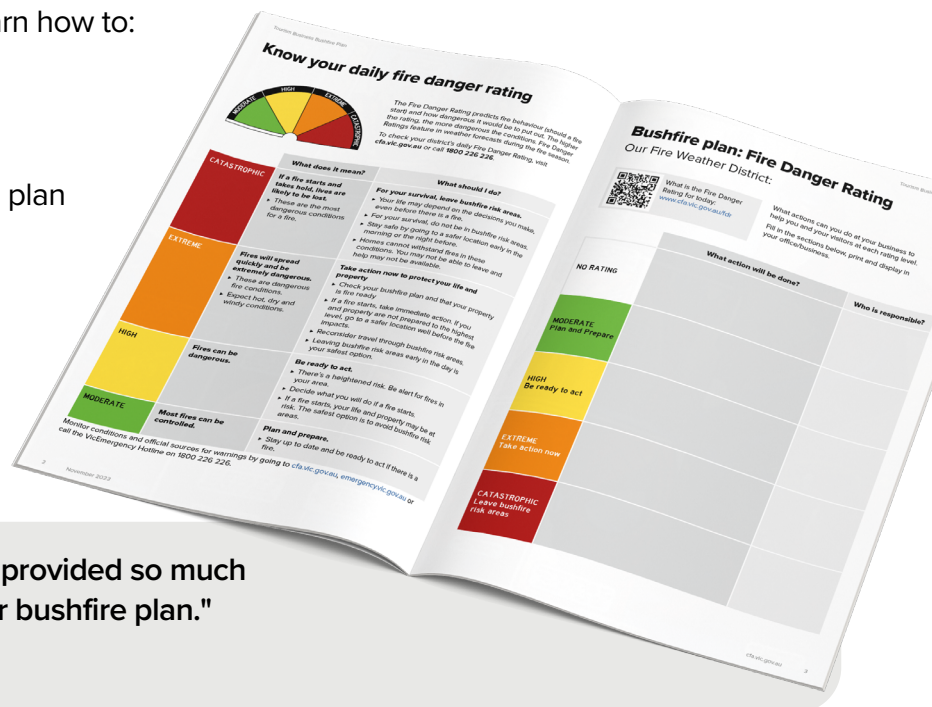 arn how to:
plan
Tourism Business Bushfire Plan
Know your daily fire danger rating
MODERATE
HIGH
EXTREME
CATASTROPHIC
The Fire Danger Rating predicts fire behaviour (should a fire
start) and how dangerous it would be to put out. The higher
the rating, the more dangerous the conditions. Fire Danger
Ratings feature in weather forecasts during the fire season.
To check your district's daily Fire Danger Rating, visit
cfa.vic.gov.au or call 1800 226 226.
What does it mean?
What should I do?
CATASTROPHIC
If a fire starts and
takes hold, lives are
likely to be lost.
▸ These are the most
dangerous conditions
for a fire.
For your survival, leave bushfire risk areas.
▸ Your life may depend on the decisions you make,
even before there is a fire.
▸ For your survival, do not be in bushfire risk areas.
▸ Stay safe by going to a safer location early in the
morning or the night before.
▸ Homes cannot withstand fires in these
conditions. You may not be able to leave and
help may not be available.
EXTREME
Fires will spread
quickly and be
extremely dangerous.
▸ These are dangerous
fire conditions.
▸ Expect hot, dry and
windy conditions.
Take action now to protect your life and
property
▸ Check your bushfire plan and that your property
is fire ready
▸ If a fire starts, take immediate action. If you
and property are not prepared to the highest
level, go to a safer location well before the fire
impacts.
▸ Reconsider travel through bushfire risk areas.
▸ Leaving bushfire risk areas early in the day is
your safest option.
HIGH
Fires can be
dangerous.
Be ready to act.
▸ There's a heightened risk. Be alert for fires in
your area.
▸ Decide what you will do if a fire starts.
▸ If a fire starts, your life and property may be at
risk. The safest option is to avoid bushfire risk
areas.
MODERATE
Most fires can be
controlled.
Plan and prepare.
▸ Stay up to date and be ready to act if there is a
fire.
Monitor conditions and official sources for warnings by going to cfa.vic.gov.au, emergency.vic.gov.au or
call the VicEmergency Hotline on 1800 226 226.
2
November 2022
Tourism Business
Bushfire plan: Fire Danger Rating
Our Fire Weather District:
What is the Fire Danger
Rating for today:
www.cfa.vic.gov.au/fdr
What actions can you do at your business to
help you and your visitors at each rating level.
Fill in the sections below, print and display in
your office/business.
What action will be done?
Who is responsible?
NO RATING
MODERATE
Plan and Prepare
HIGH
Be ready to act
EXTREME
Take action now
CATASTROPHIC
Leave bushfire
risk areas
cfa.vic.gov.au
3
provided so much
r bushfire plan."